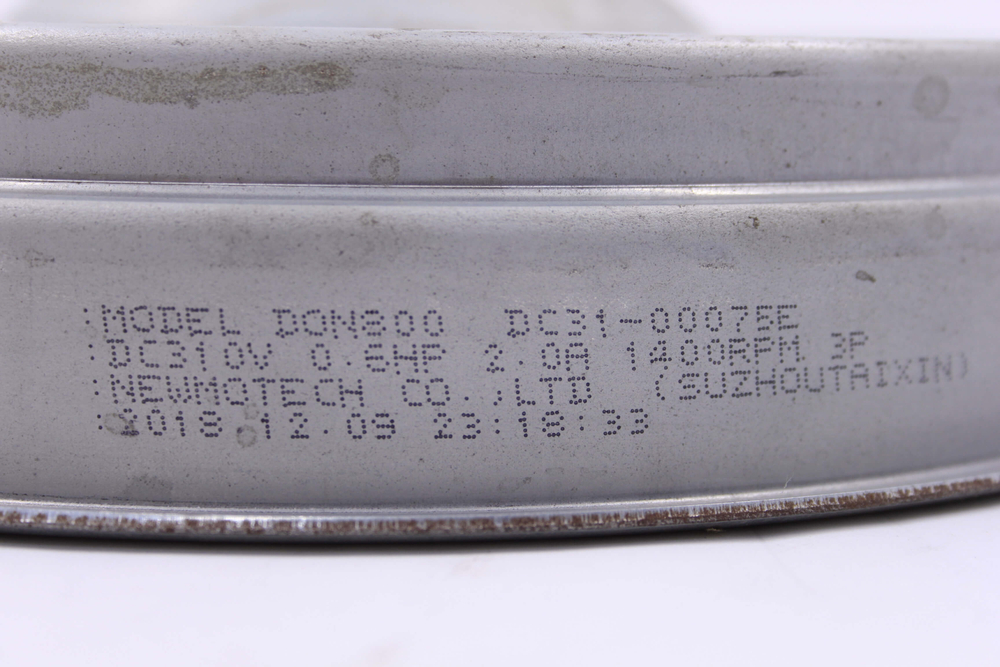 MODEL DON800 DC31-00075E
DC310V 0.6HP 2.0A 1400RPM 3P
NEWMOTECH CO.,LTD (SUZHOUTAIXIN)
2018.12.09 23:18:33